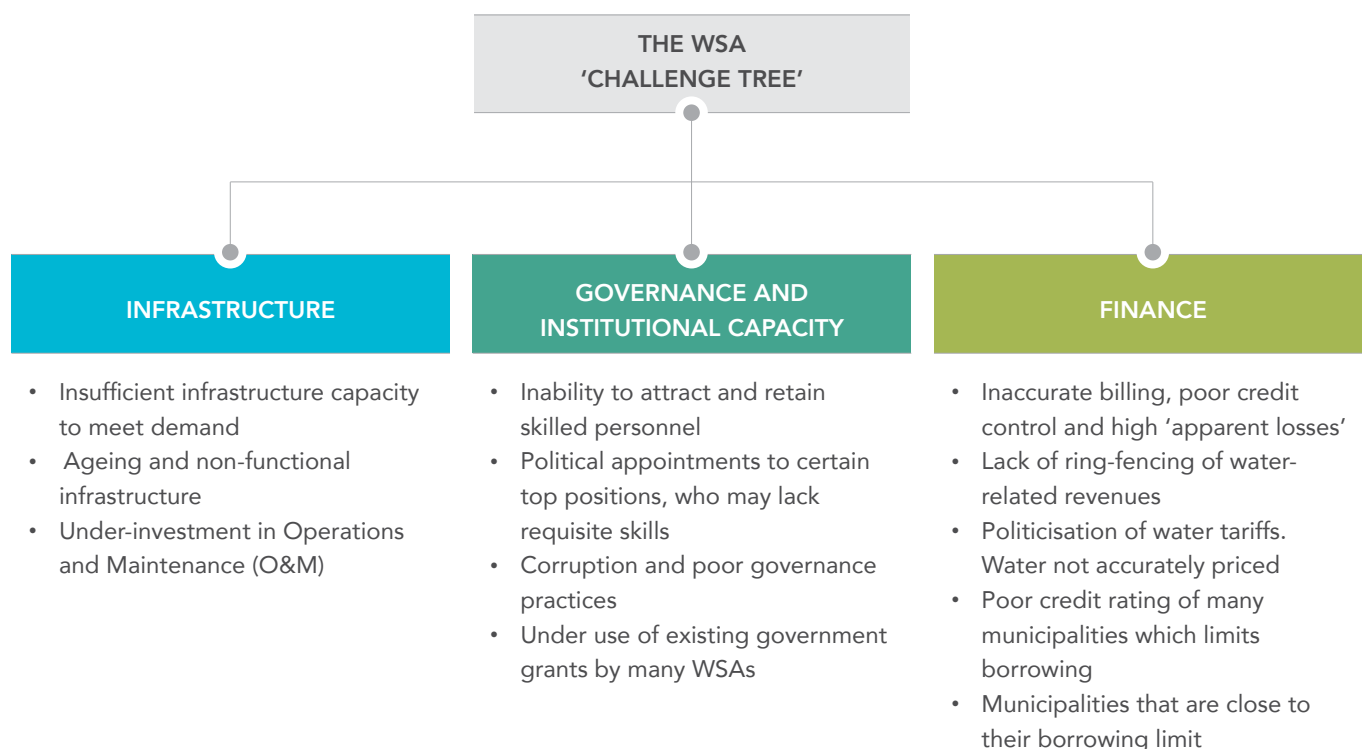 THE WSA
‘CHALLENGE TREE’
INFRASTRUCTURE
• Insufficient infrastructure capacity
to meet demand
• Ageing and non-functional
infrastructure
• Under-investment in Operations
and Maintenance (O&M)
GOVERNANCE AND
INSTITUTIONAL CAPACITY
• Inability to attract and retain
skilled personnel
• Political appointments to certain
top positions, who may lack
requisite skills
• Corruption and poor governance
practices
• Under use of existing government
grants by many WSAs
FINANCE
• Inaccurate billing, poor credit
control and high ‘apparent losses’
• Lack of ring-fencing of water-
related revenues
• Politicisation of water tariffs.
Water not accurately priced
• Poor credit rating of many
municipalities which limits
borrowing
• Municipalities that are close to
their borrowing limit